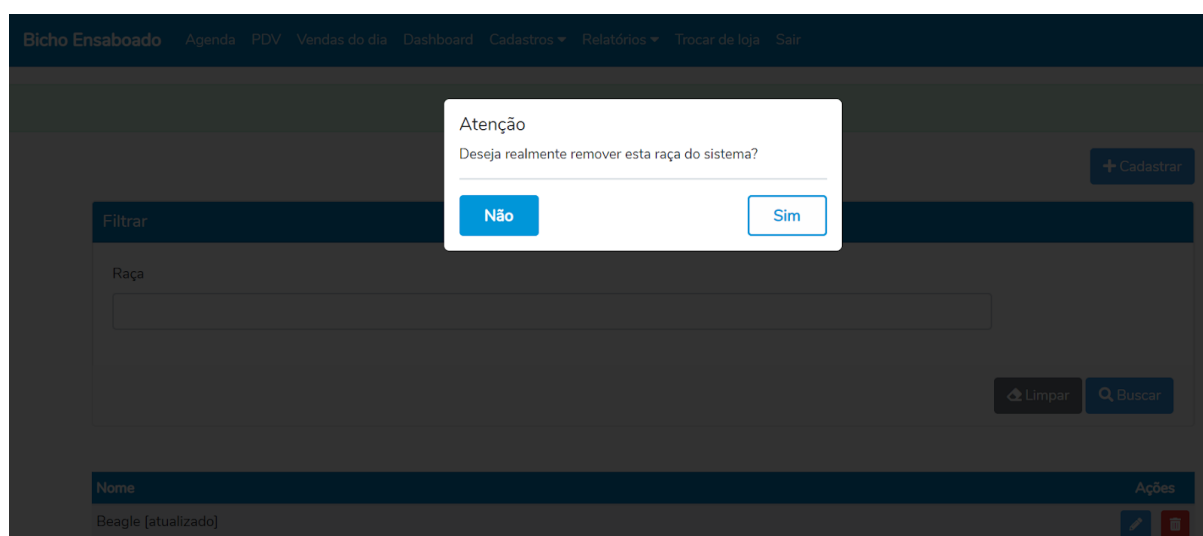 Bicho Ensaboado Agenda PDV Vendas do dia Dashboard Cadastros Relatórios Trocar de loja Sair
Atenção
Deseja realmente remover esta raça do sistema?
Não Sim
Cadastrar
Filtrar
Raça
Limpar Buscar
Nome Ações
Beagle [atualizado]